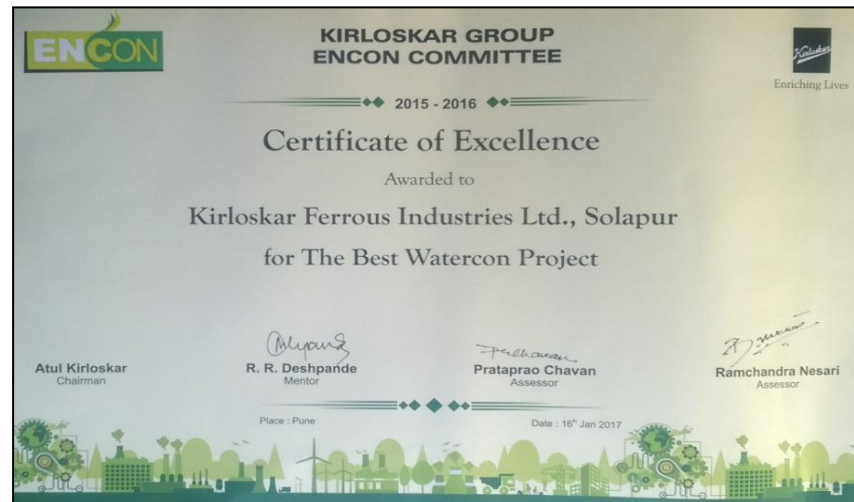 ENCON
KIRLOSKAR GROUP
ENCON COMMITTEE
Kirloskar
Enriching Lives
2015 - 2016
Certificate of Excellence
Awarded to
Kirloskar Ferrous Industries Ltd., Solapur
for The Best Watercon Project
Atul Kirloskar
Chairman
R. R. Deshpande
Mentor
Prataprao Chavan
Assessor
Ramchandra Nesari
Assessor
Place : Pune
Date : 16th Jan 2017